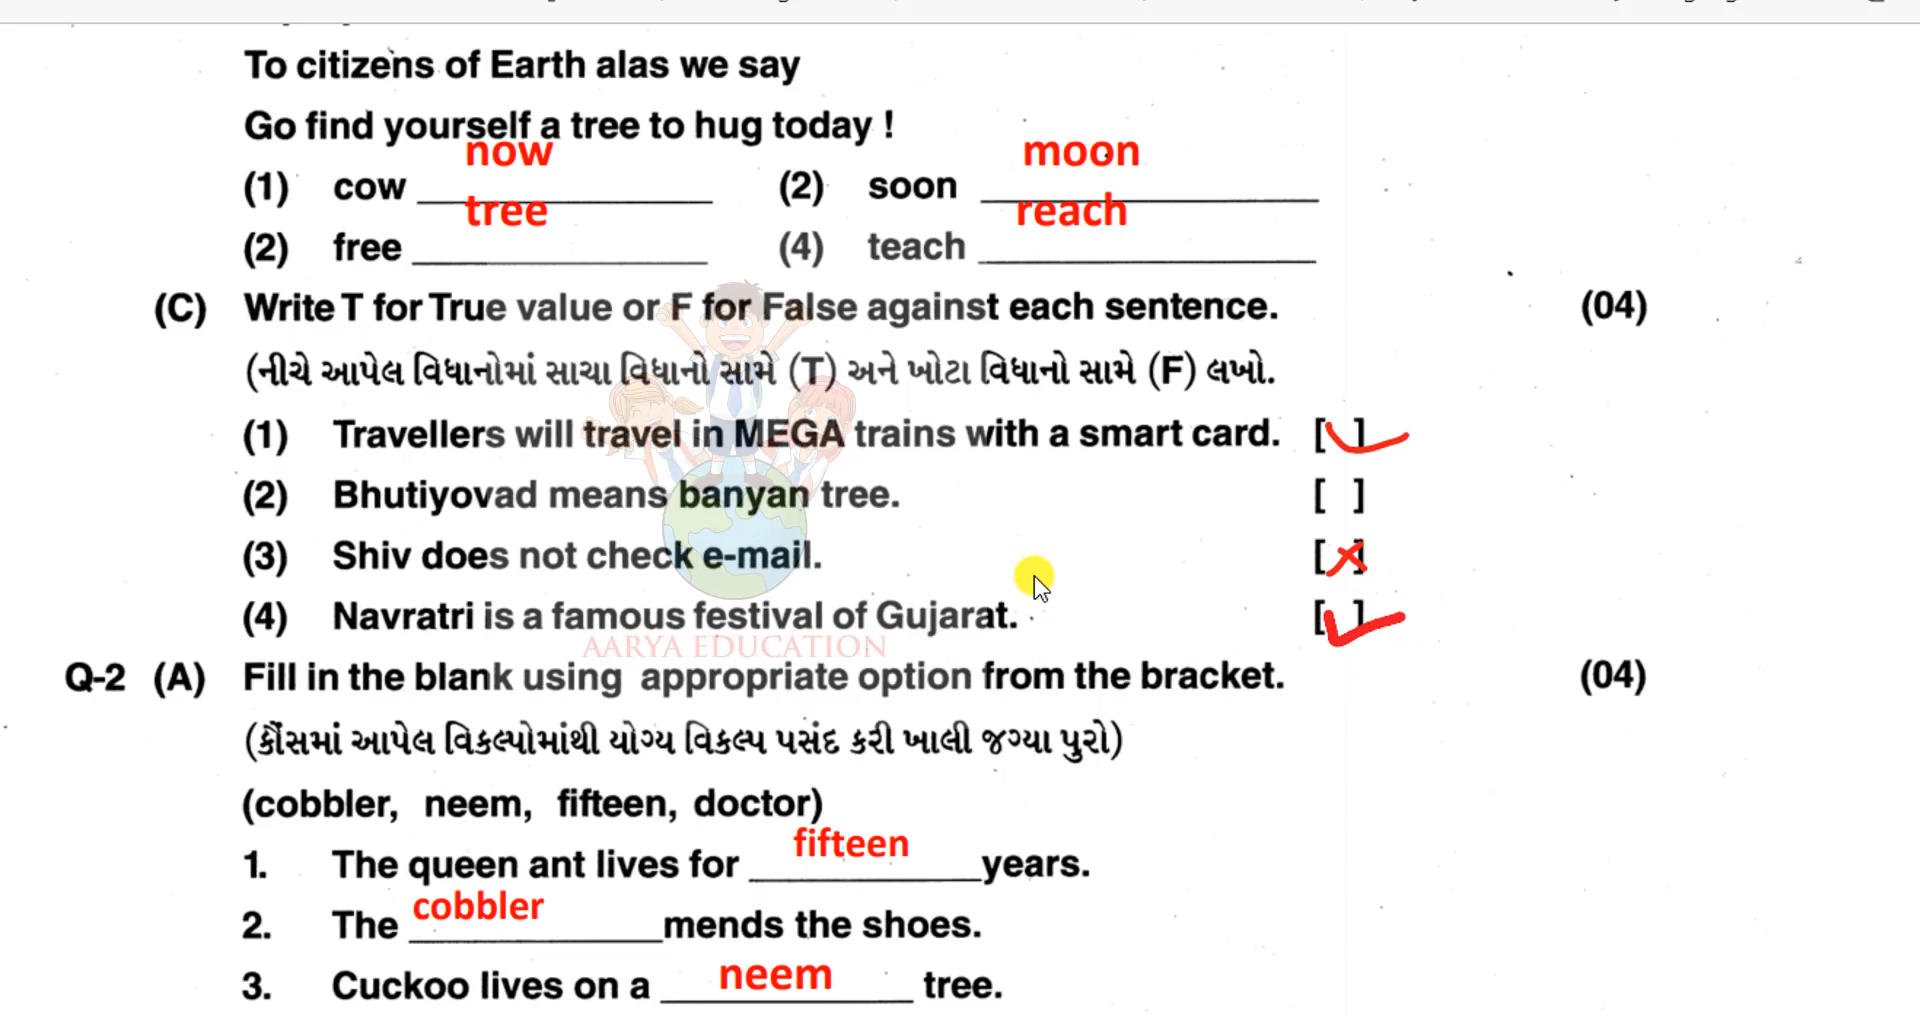 To citizens of Earth alas we say
Go find yourself a tree to hug today !
(1) cow now (2) soon moon
(2) free tree (4) teach reach
(C) Write T for True value or F for False against each sentence. (04)
(નીચે આપેલ વિધાનોમાં સાચા વિધાનો સામે (T) અને ખોટા વિધાનો સામે (F) લખો.
(1) Travellers will travel in MEGA trains with a smart card. [ ✓ ]
(2) Bhutiyovad means banyan tree. [ ]
(3) Shiv does not check e-mail. [ ✗ ]
(4) Navratri is a famous festival of Gujarat. [ ✓ ]
AARYA EDUCATION
Q-2 (A) Fill in the blank using appropriate option from the bracket. (04)
(કૌંસમાં આપેલ વિકલ્પોમાંથી યોગ્ય વિકલ્પ પસંદ કરી ખાલી જગ્યા પુરો)
(cobbler, neem, fifteen, doctor)
1. The queen ant lives for fifteen years.
2. The cobbler mends the shoes.
3. Cuckoo lives on a neem tree.